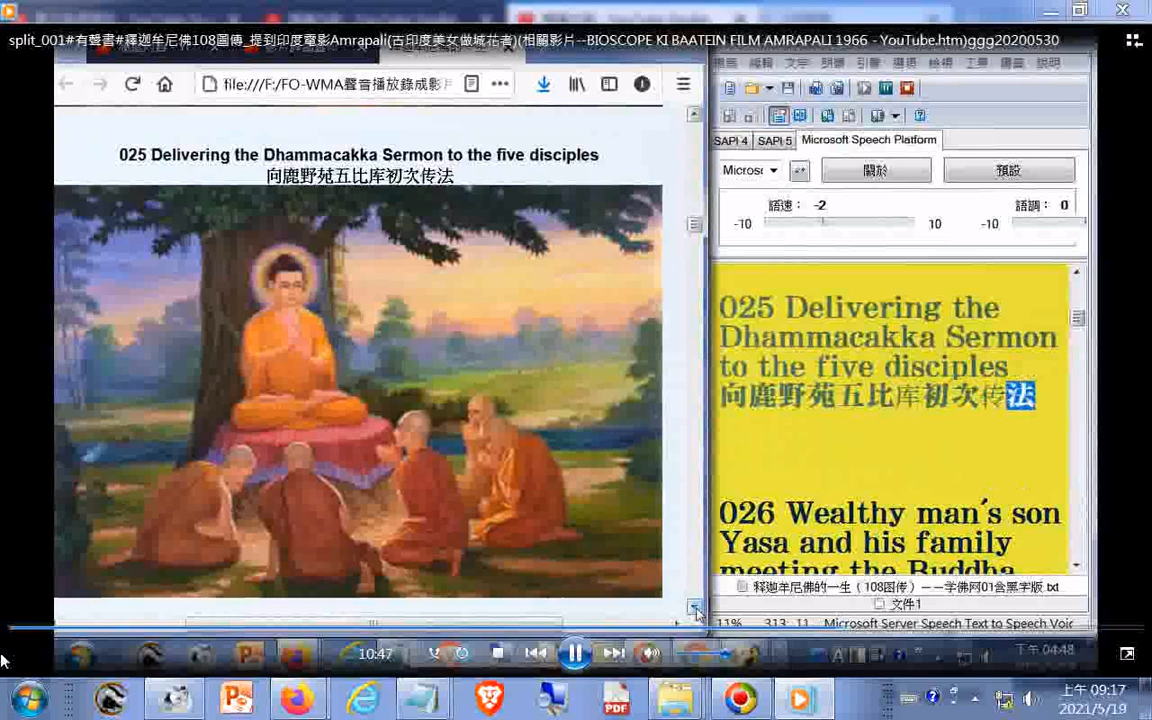 split_001#有聲書#釋迦牟尼佛108圖傳_提到印度電影Amrapali(古印度美女做城花者)(相關影片--BIOSCOPE KI BAATEIN FILM AMRAPALI 1966 - YouTube.htm)ggg20200530
file:///F:/FO-WMA聲音播放錄成影片
025 Delivering the Dhammacakka Sermon to the five disciples
向鹿野苑五比库初次传法
SAPI 4 SAPI 5 Microsoft Speech Platform
關於 預設
語速： -2 語調： 0
-10 10 -10
025 Delivering the
Dhammacakka Sermon
to the five disciples
向鹿野苑五比库初次传法
026 Wealthy man's son
Yasa and his family
meeting the Buddha
释迦牟尼佛的一生（108图传）－－学佛网01含黑字版.txt
文件1
11% 313: 11 Microsoft Server Speech Text to Speech Voic
10:47
下午 04:48
上午 09:17
2021/5/19